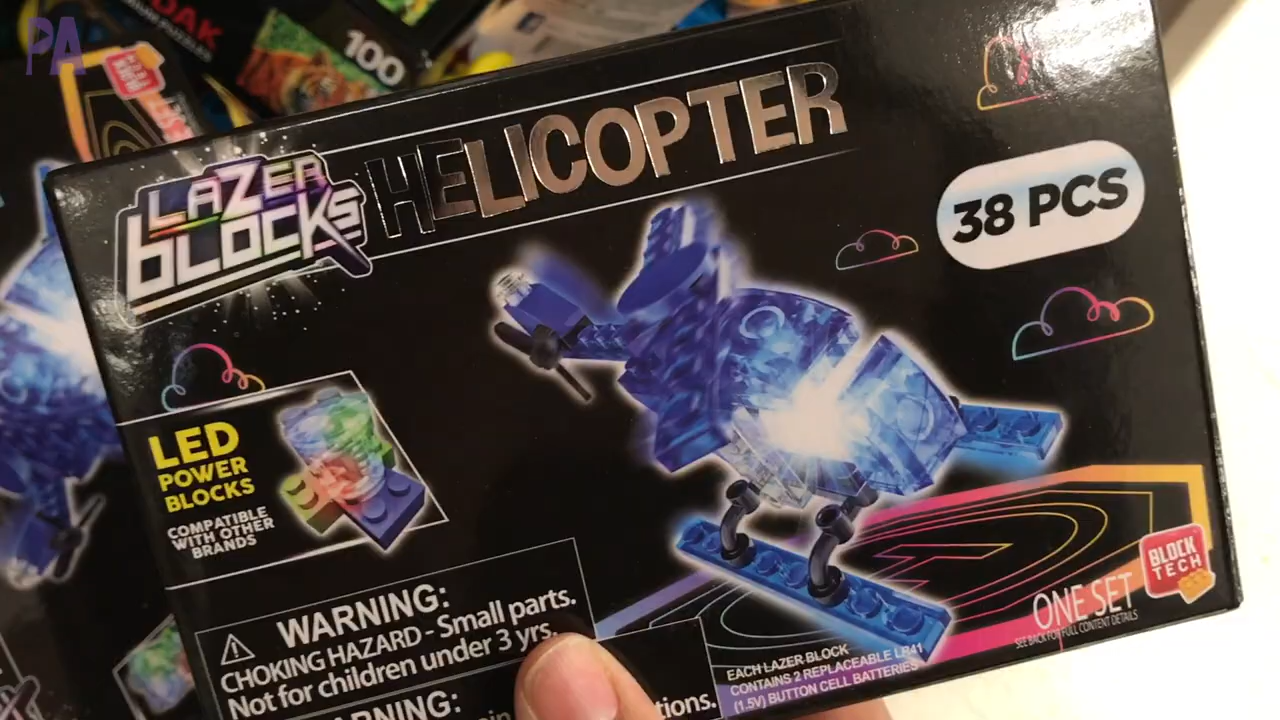 PA
100
LAZER
BLOCKS
HELICOPTER
38 PCS
LED
POWER
BLOCKS
COMPATIBLE
WITH OTHER
BRANDS
WARNING:
CHOKING HAZARD - Small parts.
Not for children under 3 yrs.
EACH LAZER BLOCK
CONTAINS 2 REPLACEABLE LR41
(1.5V) BUTTON CELL BATTERIES
BLOCK
TECH
ONE SET
SEE BACK FOR FULL CONTENT DETAILS